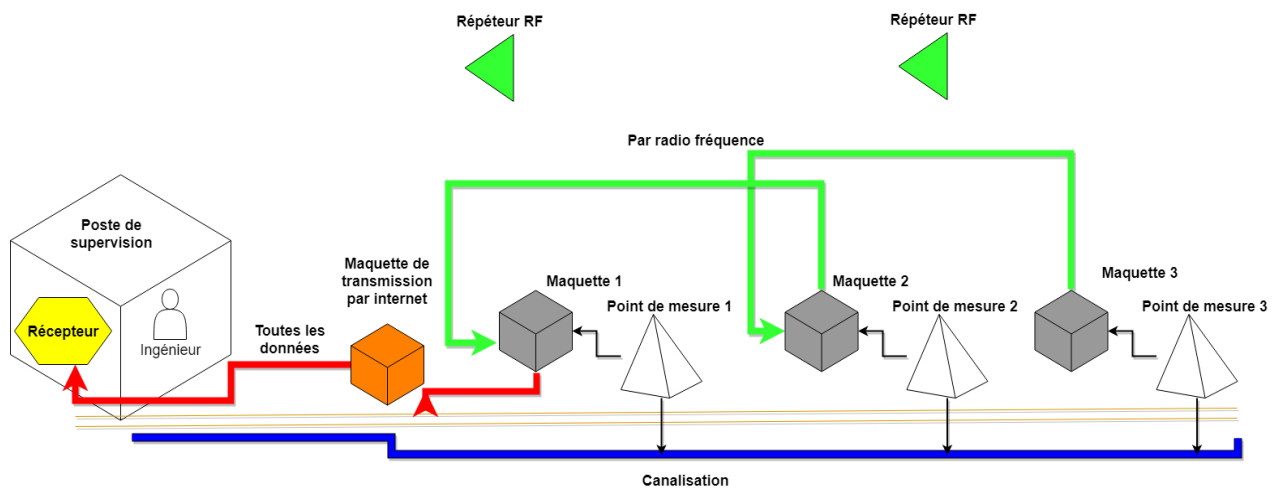 Répéteur RF
Répéteur RF
Par radio fréquence
Poste de
supervision
Récepteur
Ingénieur
Toutes les
données
Maquette de
transmission
par internet
Maquette 1
Point de mesure 1
Maquette 2
Point de mesure 2
Maquette 3
Point de mesure 3
Canalisation